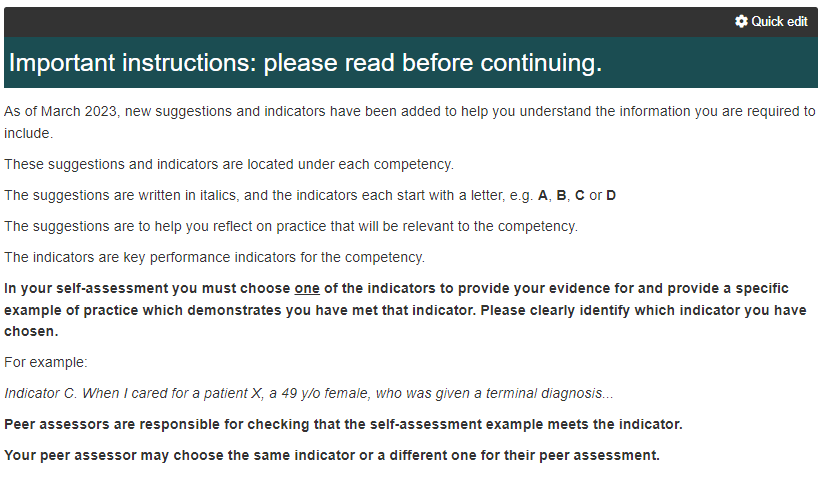 Quick edit
Important instructions: please read before continuing.
As of March 2023, new suggestions and indicators have been added to help you understand the information you are required to
include.
These suggestions and indicators are located under each competency.
The suggestions are written in italics, and the indicators each start with a letter, e.g. A, B, C or D
The suggestions are to help you reflect on practice that will be relevant to the competency.
The indicators are key performance indicators for the competency.
In your self-assessment you must choose one of the indicators to provide your evidence for and provide a specific
example of practice which demonstrates you have met that indicator. Please clearly identify which indicator you have
chosen.
For example:
Indicator C. When I cared for a patient X, a 49 y/o female, who was given a terminal diagnosis...
Peer assessors are responsible for checking that the self-assessment example meets the indicator.
Your peer assessor may choose the same indicator or a different one for their peer assessment.